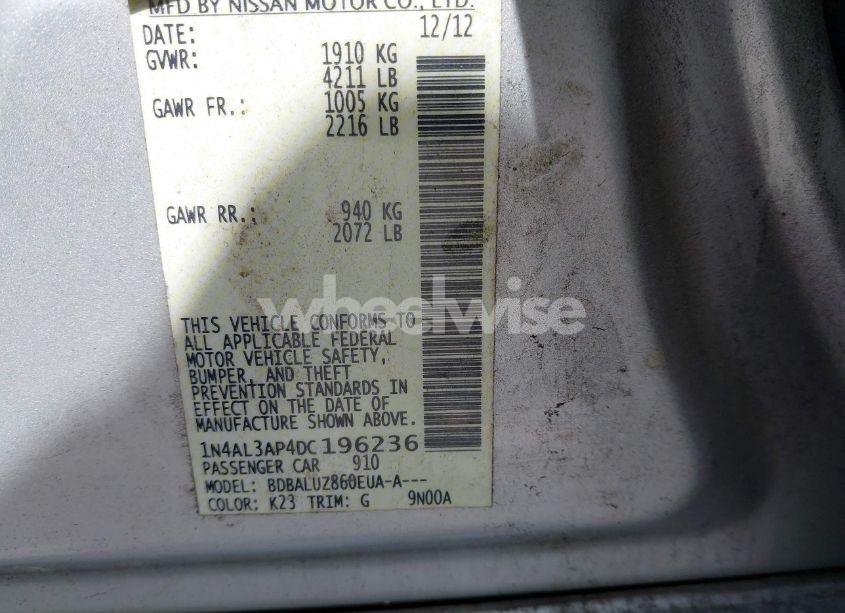 MFD BY NISSAN MOTOR CO., LTD.
DATE: 12/12
GVWR: 1910 KG
4211 LB
GAWR FR.: 1005 KG
2216 LB
GAWR RR.: 940 KG
2072 LB
wheelwise
THIS VEHICLE CONFORMS TO
ALL APPLICABLE FEDERAL
MOTOR VEHICLE SAFETY,
BUMPER, AND THEFT
PREVENTION STANDARDS IN
EFFECT ON THE DATE OF
MANUFACTURE SHOWN ABOVE.
1N4AL3AP4DC196236
PASSENGER CAR 910
MODEL: BDBALUZ860EUA-A---
COLOR: K23 TRIM: G 9N00A